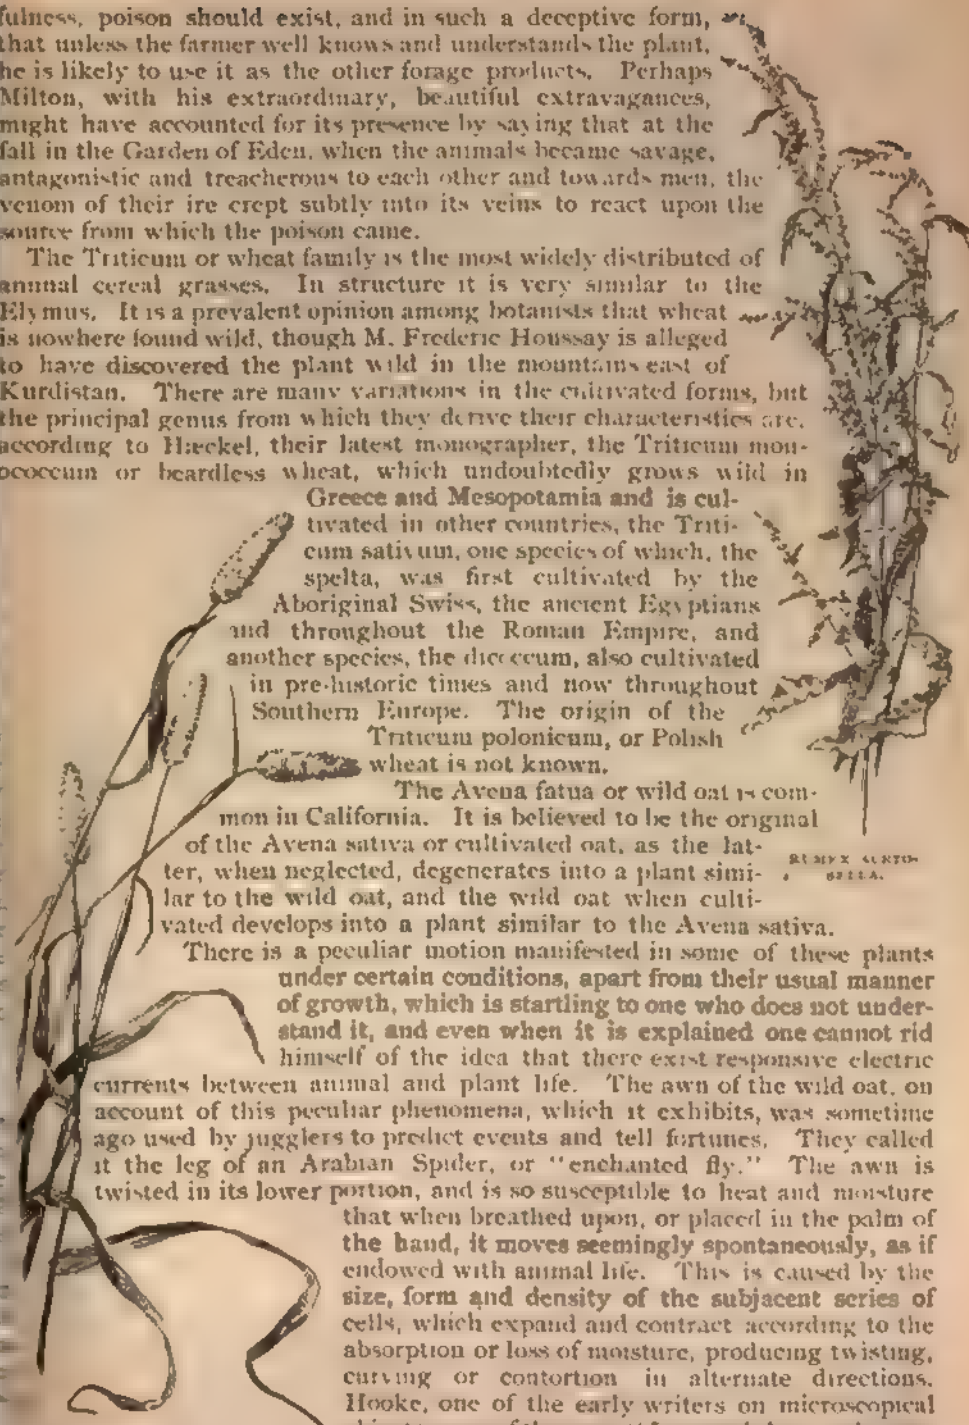 fulness, poison should exist, and in such a deceptive form,
that unless the farmer well knows and understands the plant,
he is likely to use it as the other forage products. Perhaps
Milton, with his extraordinary, beautiful extravagances,
might have accounted for its presence by saying that at the
fall in the Garden of Eden, when the animals became savage,
antagonistic and treacherous to each other and towards men, the
venom of their ire crept subtly into its veins to react upon the
source from which the poison came.
The Triticum or wheat family is the most widely distributed of
annual cereal grasses. In structure it is very similar to the
Elymus. It is a prevalent opinion among botanists that wheat
is nowhere found wild, though M. Frederic Houssay is alleged
to have discovered the plant wild in the mountains east of
Kurdistan. There are many variations in the cultivated forms, but
the principal genus from which they derive their characteristics are,
according to Hæckel, their latest monographer, the Triticum mon-
ococcum or beardless wheat, which undoubtedly grows wild in
Greece and Mesopotamia and is cul-
tivated in other countries, the Triti-
cum sativum, one species of which, the
spelta, was first cultivated by the
Aboriginal Swiss, the ancient Egyptians
and throughout the Roman Empire, and
another species, the dicoccum, also cultivated
in pre-historic times and now throughout
Southern Europe. The origin of the
Triticum polonicum, or Polish
wheat is not known.
The Avena fatua or wild oat is com-
mon in California. It is believed to be the original
of the Avena sativa or cultivated oat, as the lat-
ter, when neglected, degenerates into a plant simi-
lar to the wild oat, and the wild oat when culti-
vated develops into a plant similar to the Avena sativa.
RUMEX
There is a peculiar motion manifested in some of these plants
under certain conditions, apart from their usual manner
of growth, which is startling to one who does not under-
stand it, and even when it is explained one cannot rid
himself of the idea that there exist responsive electric
currents between animal and plant life. The awn of the wild oat, on
account of this peculiar phenomena, which it exhibits, was sometime
ago used by jugglers to predict events and tell fortunes. They called
it the leg of an Arabian Spider, or "enchanted fly." The awn is
twisted in its lower portion, and is so susceptible to heat and moisture
that when breathed upon, or placed in the palm of
the hand, it moves seemingly spontaneously, as if
endowed with animal life. This is caused by the
size, form and density of the subjacent series of
cells, which expand and contract according to the
absorption or loss of moisture, producing twisting,
curving or contortion in alternate directions.
Hooke, one of the early writers on microscopical